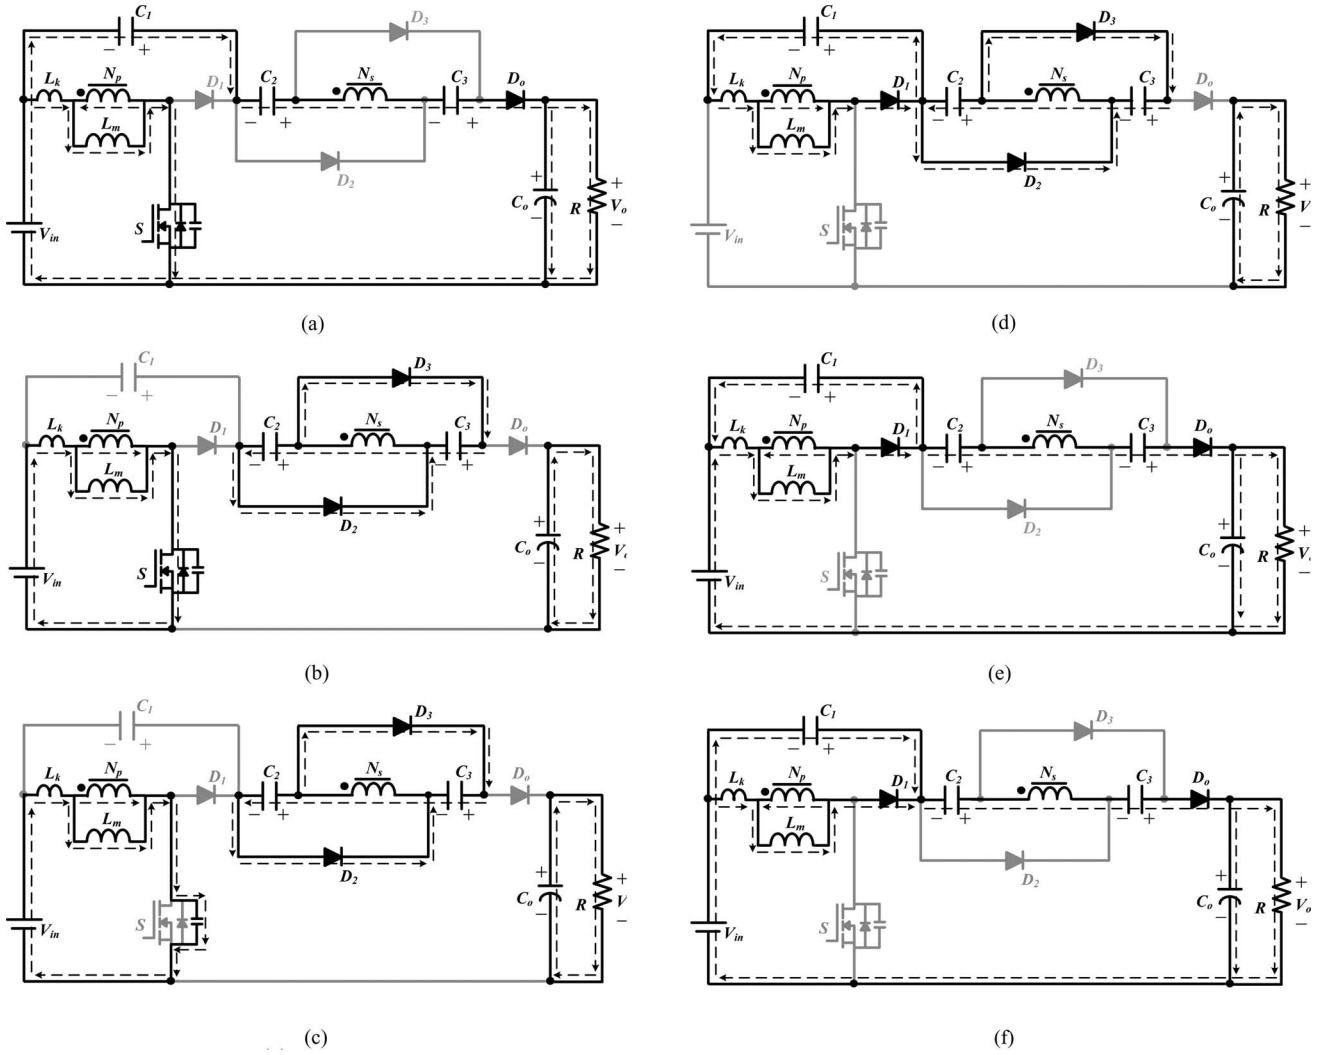 C1 D3
− +
Lk Np D1 C2 Ns C3 Do
− + − +
Lm
D2
S Vin
Co + − R + Vo −
(a)
C1 D3
− +
Lk Np D1 C2 Ns C3 Do
− + − +
Lm
D2
S Vin
Co + − R + V −
(d)
C1 D3
− +
Lk Np D1 C2 Ns C3 Do
− + − +
Lm
D2
S Vin
Co + − R + V −
(b)
C1 D3
− +
Lk Np D1 C2 Ns C3 Do
− + − +
Lm
D2
S Vin
Co + − R + V −
(e)
C1 D3
− +
Lk Np D1 C2 Ns C3 Do
− + − +
Lm
D2
S Vin
Co + − R + V −
(c)
C1 D3
− +
Lk Np D1 C2 Ns C3 Do
− + − +
Lm
D2
S Vin
Co + − R + Vo −
(f)